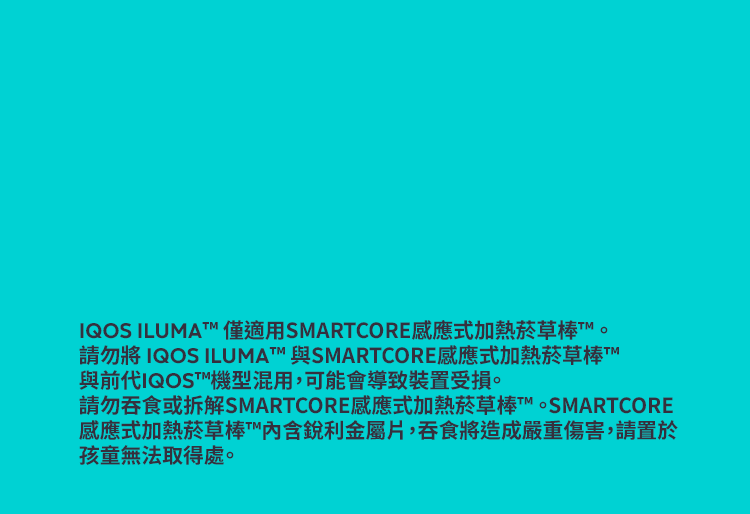 IQOS ILUMA™ 僅適用SMARTCORE感應式加熱菸草棒™。
請勿將 IQOS ILUMA™ 與SMARTCORE感應式加熱菸草棒™
與前代IQOS™機型混用，可能會導致裝置受損。
請勿吞食或拆解SMARTCORE感應式加熱菸草棒™。SMARTCORE
感應式加熱菸草棒™內含銳利金屬片，吞食將造成嚴重傷害，請置於
孩童無法取得處。